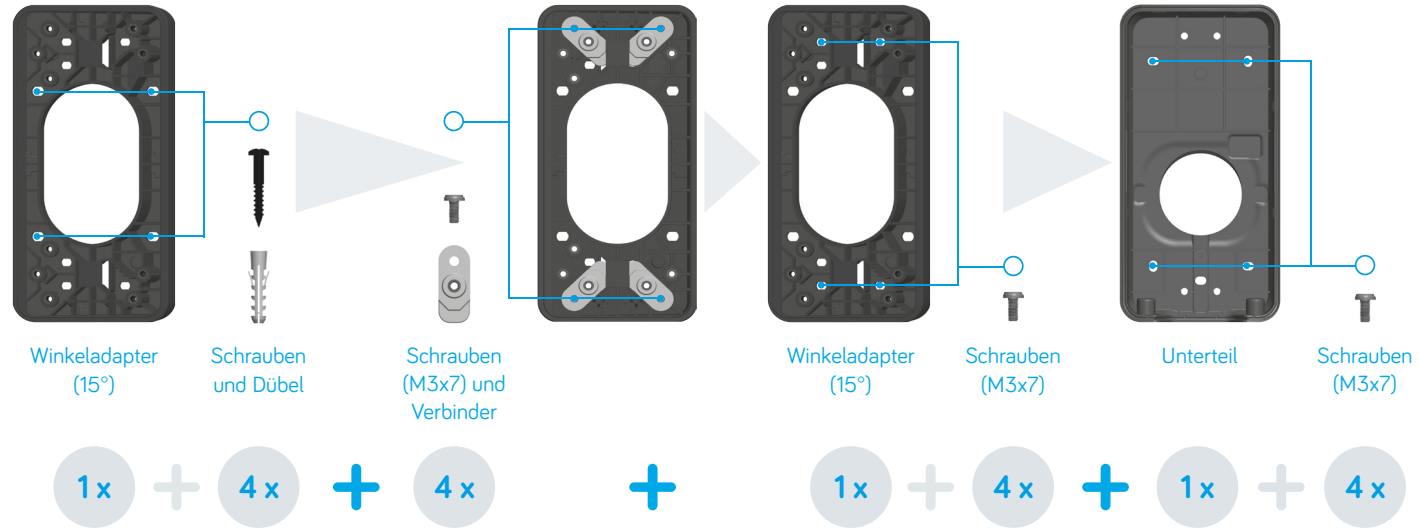 Winkeladapter
(15°)
Schrauben
und Dübel
Schrauben
(M3x7) und
Verbinder
Winkeladapter
(15°)
Schrauben
(M3x7)
Unterteil
Schrauben
(M3x7)
1 x + 4 x + 4 x + 1 x + 4 x + 1 x + 4 x